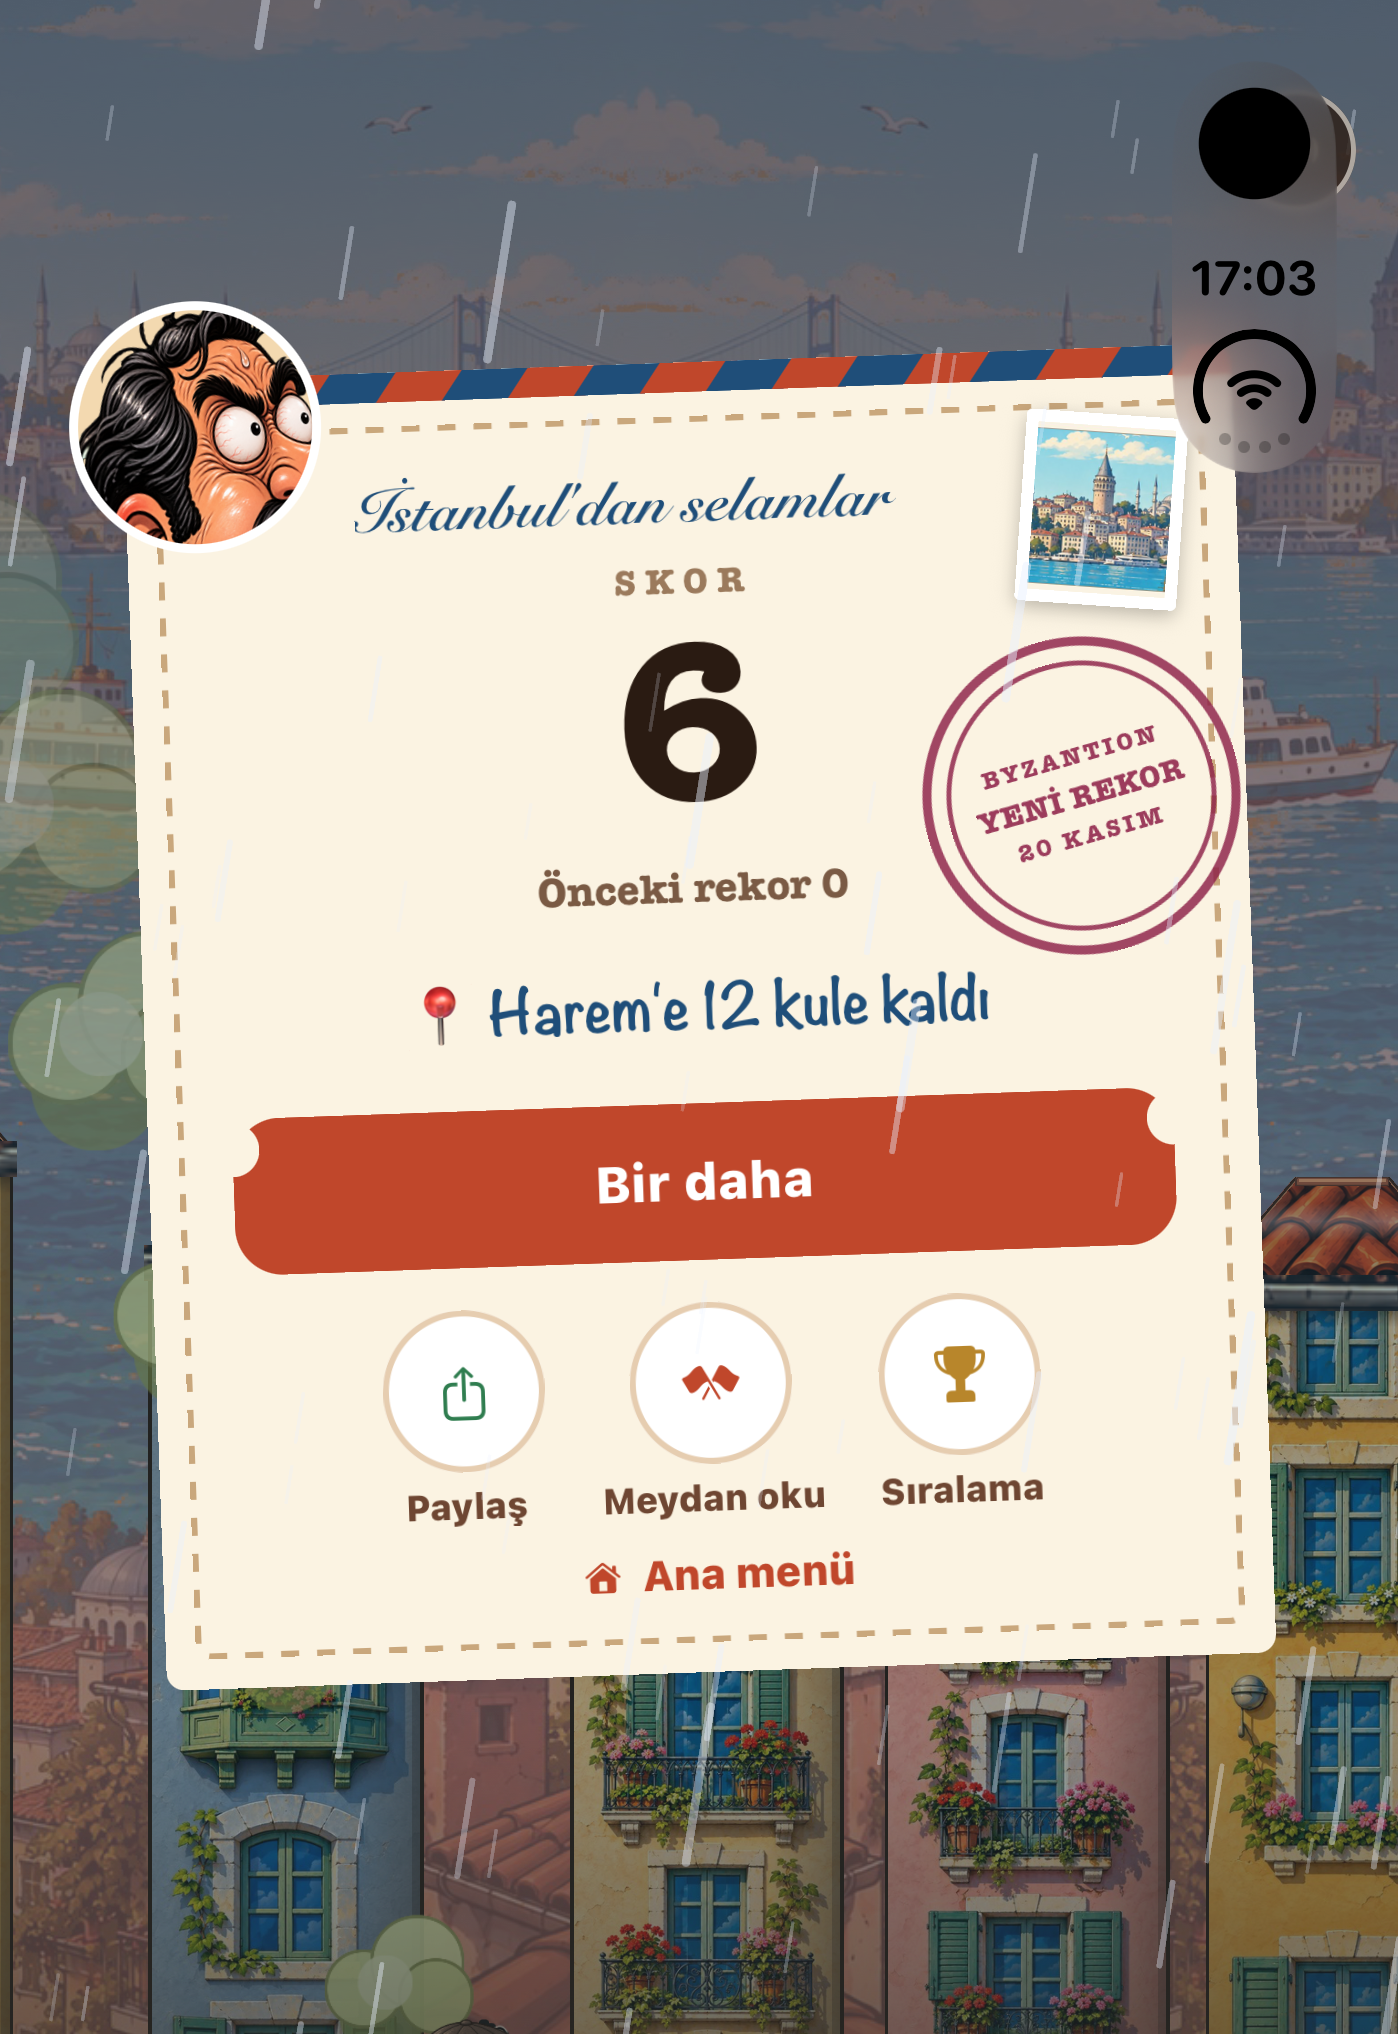 17:03
İstanbul'dan selamlar
SKOR
6
BYZANTION
YENİ REKOR
20 KASIM
Önceki rekor 0
Harem'e 12 kule kaldı
Bir daha
Paylaş
Meydan oku
Sıralama
Ana menü